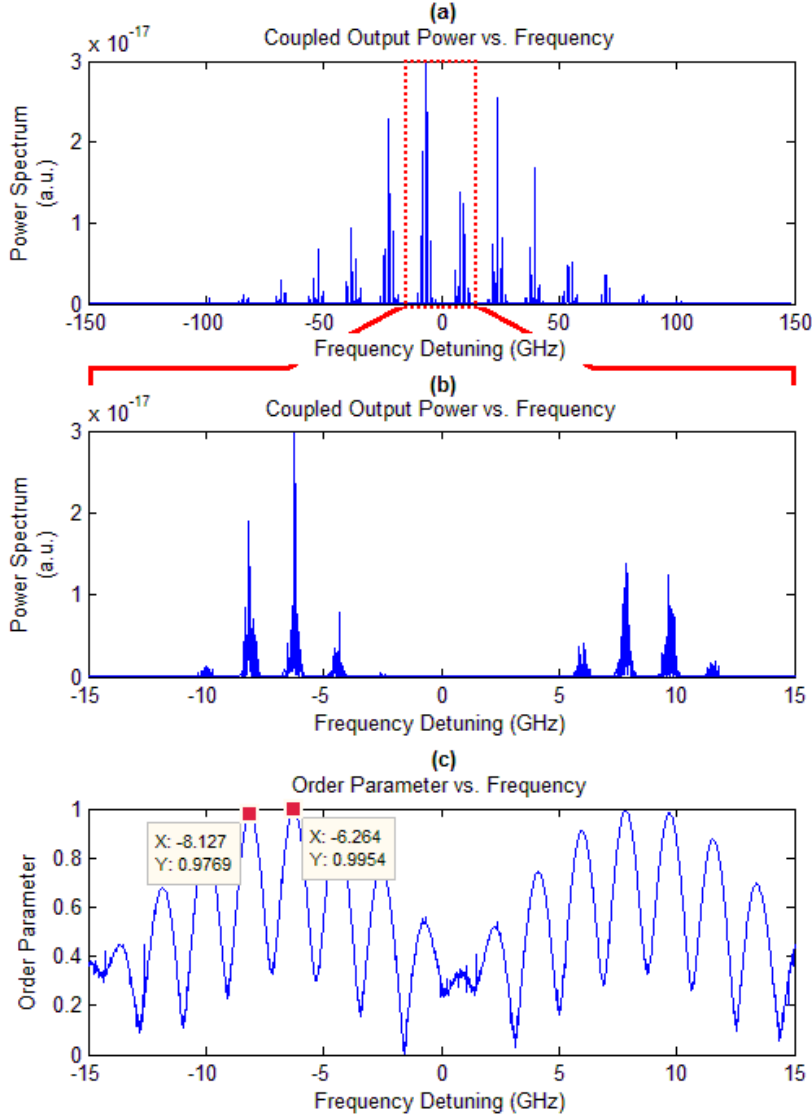 (a)
x 10-17
Coupled Output Power vs. Frequency
3
2
1
0
Power Spectrum
(a.u.)
-150 -100 -50 0 50 100 150
Frequency Detuning (GHz)
(b)
x 10-17
Coupled Output Power vs. Frequency
3
2
1
0
Power Spectrum
(a.u.)
-15 -10 -5 0 5 10 15
Frequency Detuning (GHz)
(c)
Order Parameter vs. Frequency
1
0.8
0.6
0.4
0.2
0
Order Parameter
X: -8.127
Y: 0.9769
X: -6.264
Y: 0.9954
-15 -10 -5 0 5 10 15
Frequency Detuning (GHz)